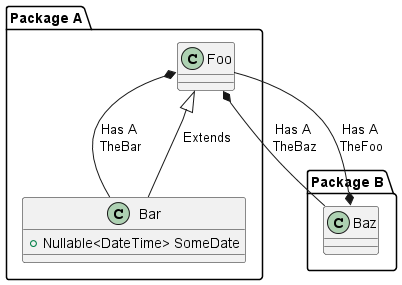 Package A
C Foo
Has A
TheBar
Extends
Has A
TheBaz
Has A
TheFoo
Package B
C Bar
Nullable<DateTime> SomeDate
C Baz